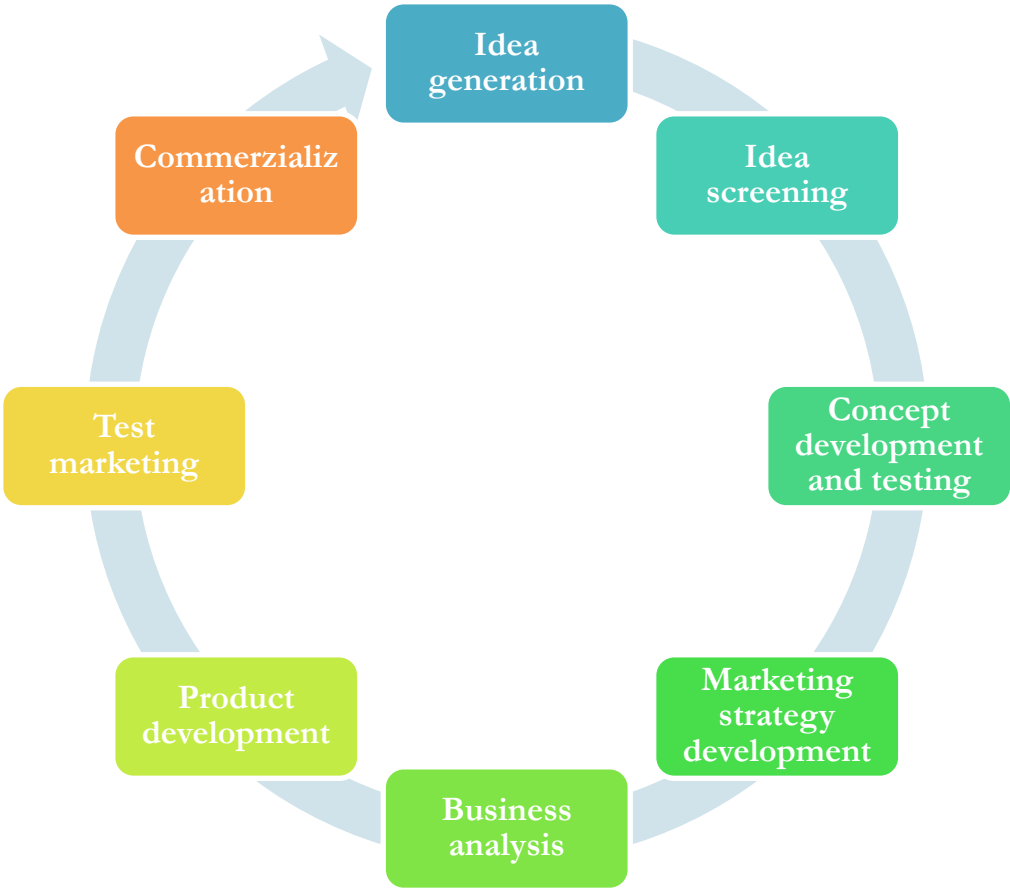 Idea
generation
Idea
screening
Concept
development
and testing
Marketing
strategy
development
Business
analysis
Product
development
Test
marketing
Commerzializ
ation